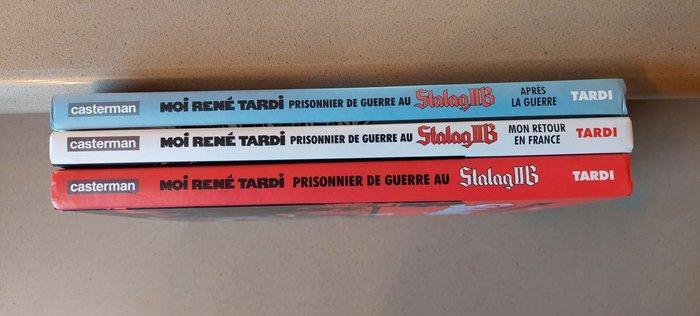 casterman MOI RENÉ TARDI PRISONNIER DE GUERRE AU Stalag IIB APRÈS LA GUERRE TARDI
casterman MOI RENÉ TARDI PRISONNIER DE GUERRE AU Stalag IIB MON RETOUR EN FRANCE TARDI
casterman MOI RENÉ TARDI PRISONNIER DE GUERRE AU Stalag IIB TARDI